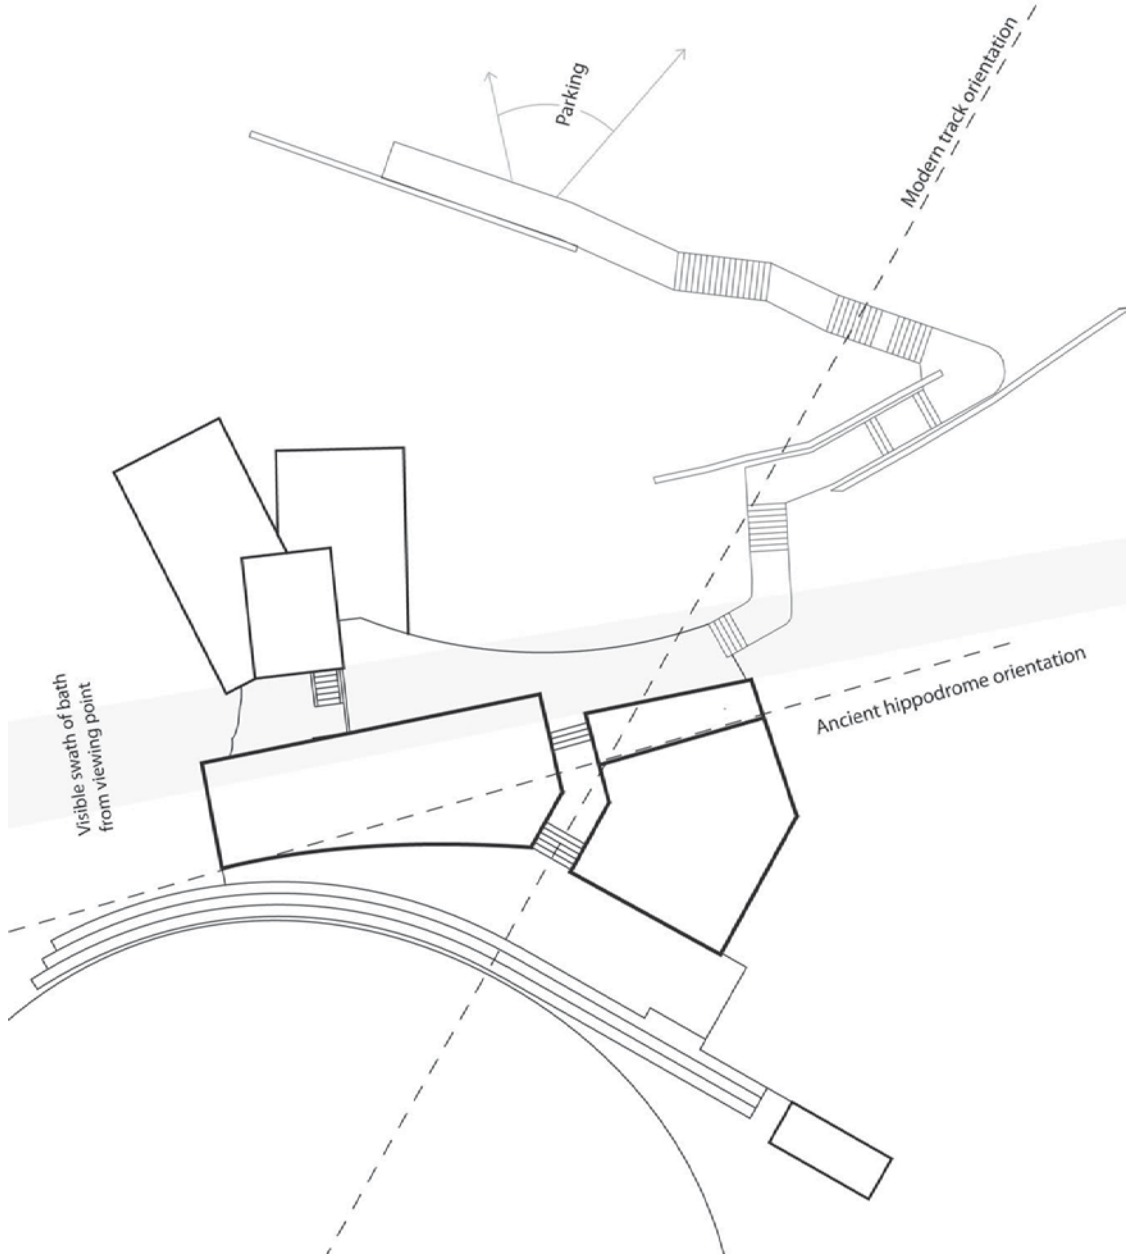 Parking
Modern track orientation
Ancient hippodrome orientation
Visible swath of bath
from viewing point